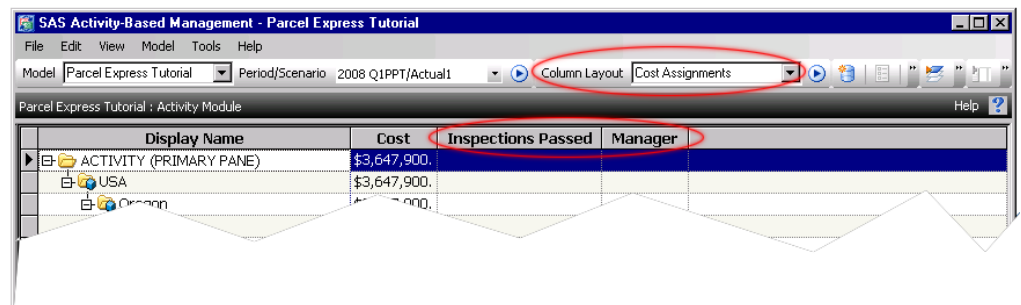 SAS Activity-Based Management - Parcel Express Tutorial
File Edit View Model Tools Help
Model Parcel Express Tutorial Period/Scenario 2008 Q1PPT/Actual1 Column Layout Cost Assignments
Parcel Express Tutorial : Activity Module Help ?
Display Name Cost Inspections Passed Manager
ACTIVITY (PRIMARY PANE) $3,647,900.
USA $3,647,900.
Oregon